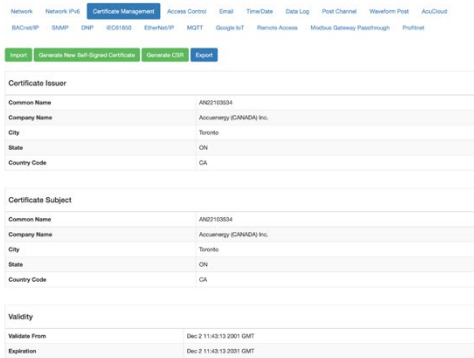 Network Network IPv6 Certificate Management Access Control Email Time/Date Data Log Post Channel Waveform Post AcuCloud
BACnet/IP SNMP DNP IEC61850 EtherNet/IP MQTT Google IoT Remote Access Modbus Gateway Passthrough Profinet
Import Generate New Self-Signed Certificate Generate CSR Export
Certificate Issuer
Common Name AN22103534
Company Name Accuenergy (CANADA) Inc.
City Toronto
State ON
Country Code CA
Certificate Subject
Common Name AN22103534
Company Name Accuenergy (CANADA) Inc.
City Toronto
State ON
Country Code CA
Validity
Validate From Dec 2 11:43:13 2001 GMT
Expiration Dec 2 11:43:13 2031 GMT